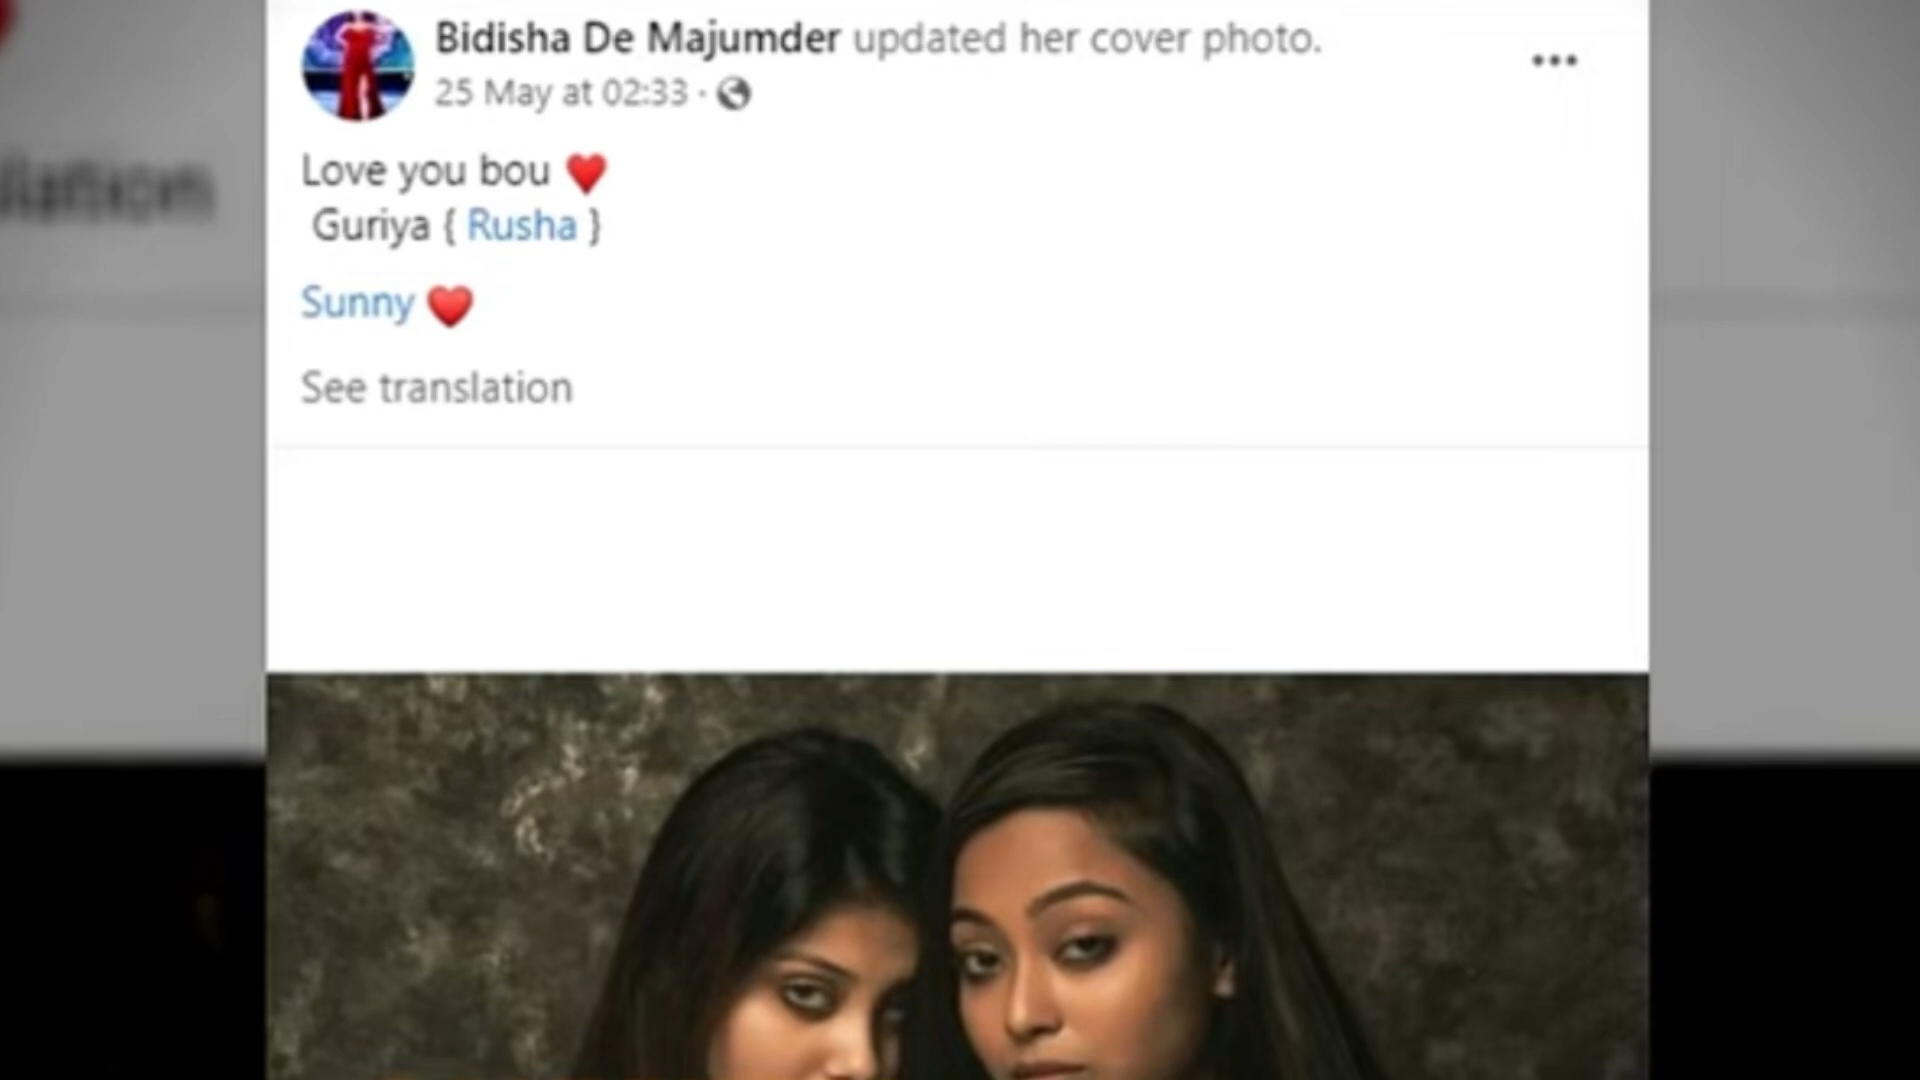 Bidisha De Majumder updated her cover photo.
25 May at 02:33 ·
Love you bou ❤️
Guriya { Rusha }
Sunny ❤️
See translation
lation